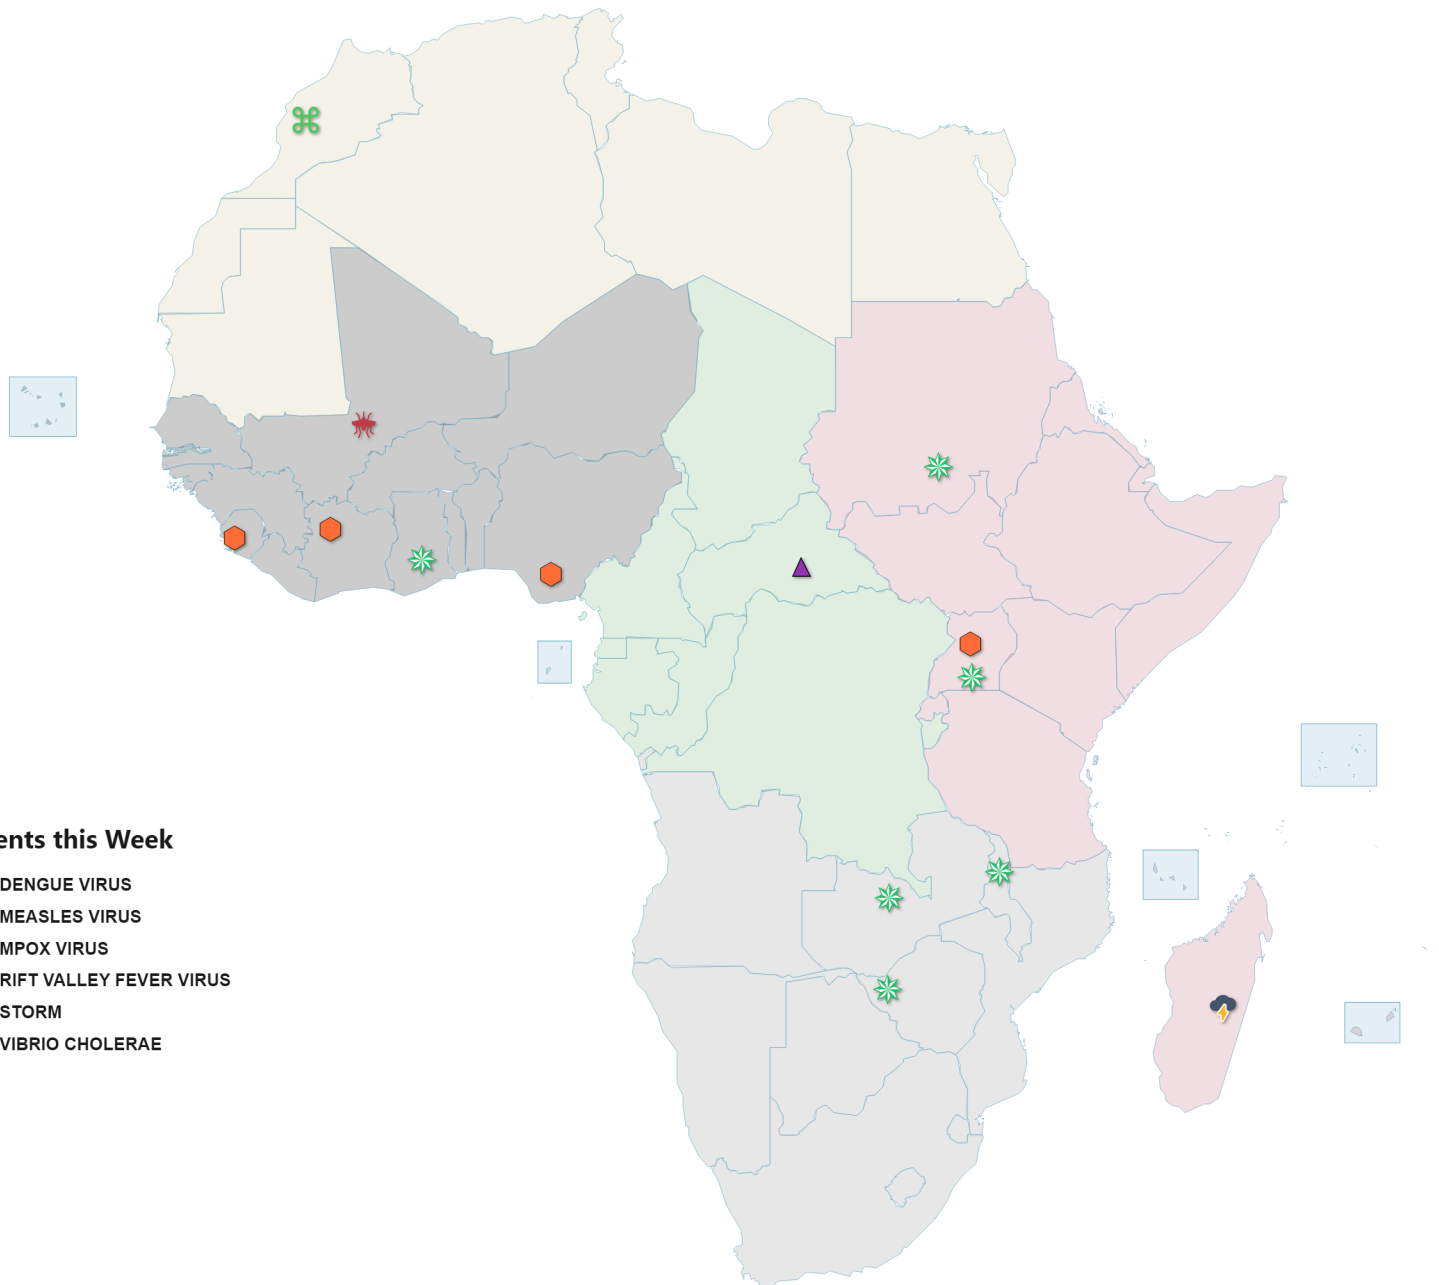 ents this Week
DENGUE VIRUS
MEASLES VIRUS
MPOX VIRUS
RIFT VALLEY FEVER VIRUS
STORM
VIBRIO CHOLERAE